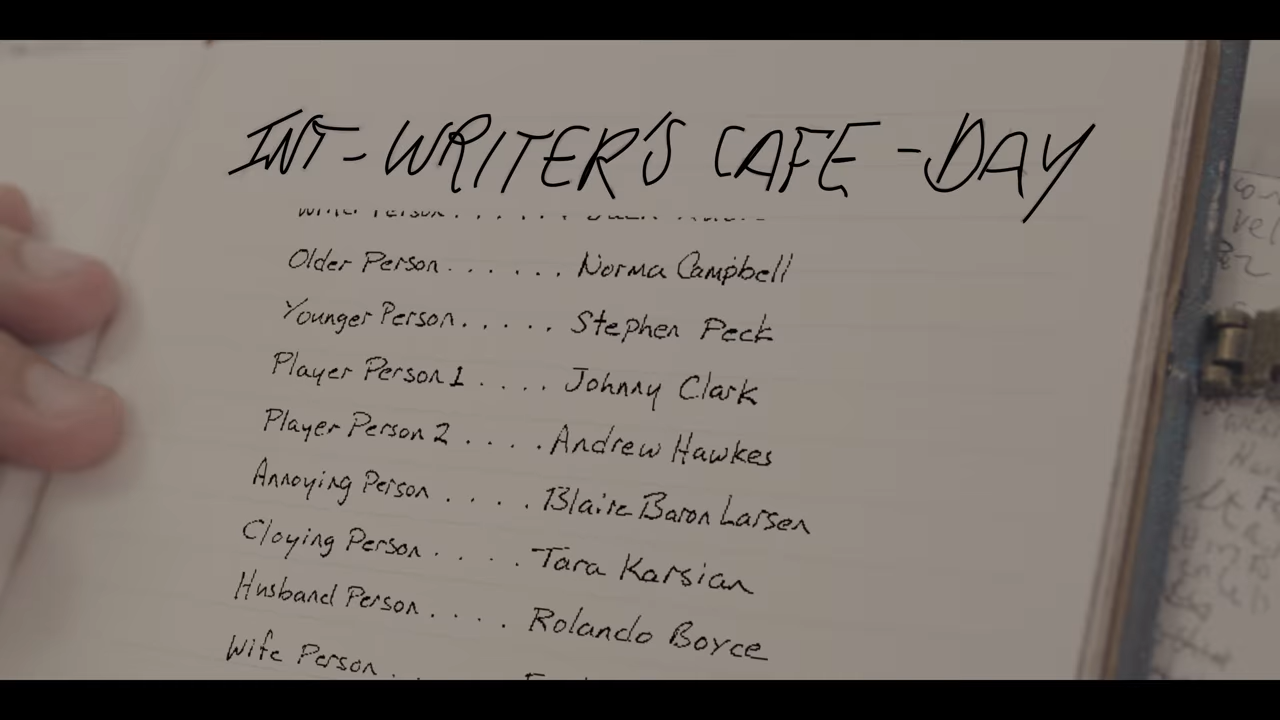 INT-WRITER'S CAFE-DAY
Older Person...... Norma Campbell
Younger Person..... Stephen Peck
Player Person 1.... Johnny Clark
Player Person 2.... Andrew Hawkes
Annoying Person.... Blaire Baron Larsen
Cloying Person.... Tara Karsian
Husband Person.... Rolando Boyce
Wife Person..